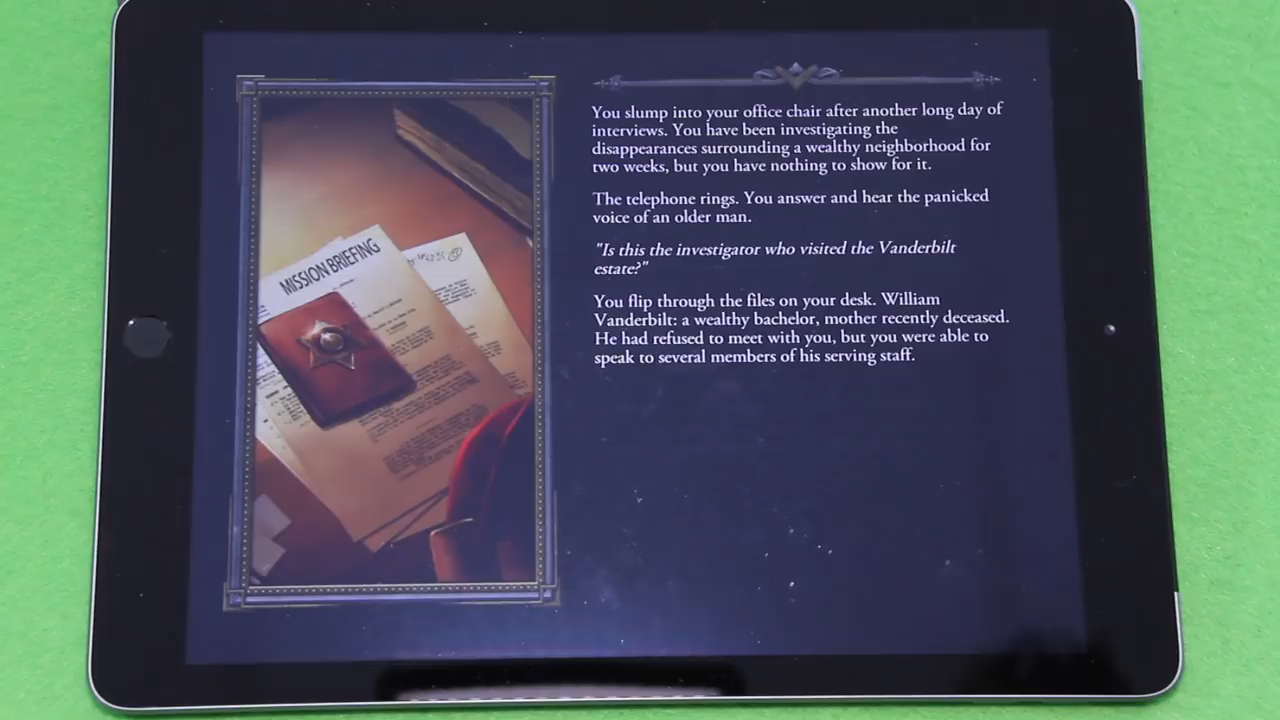 You slump into your office chair after another long day of
interviews. You have been investigating the
disappearances surrounding a wealthy neighborhood for
two weeks, but you have nothing to show for it.
The telephone rings. You answer and hear the panicked
voice of an older man.
"Is this the investigator who visited the Vanderbilt
estate?"
You flip through the files on your desk. William
Vanderbilt: a wealthy bachelor, mother recently deceased.
He had refused to meet with you, but you were able to
speak to several members of his serving staff.
MISSION BRIEFING